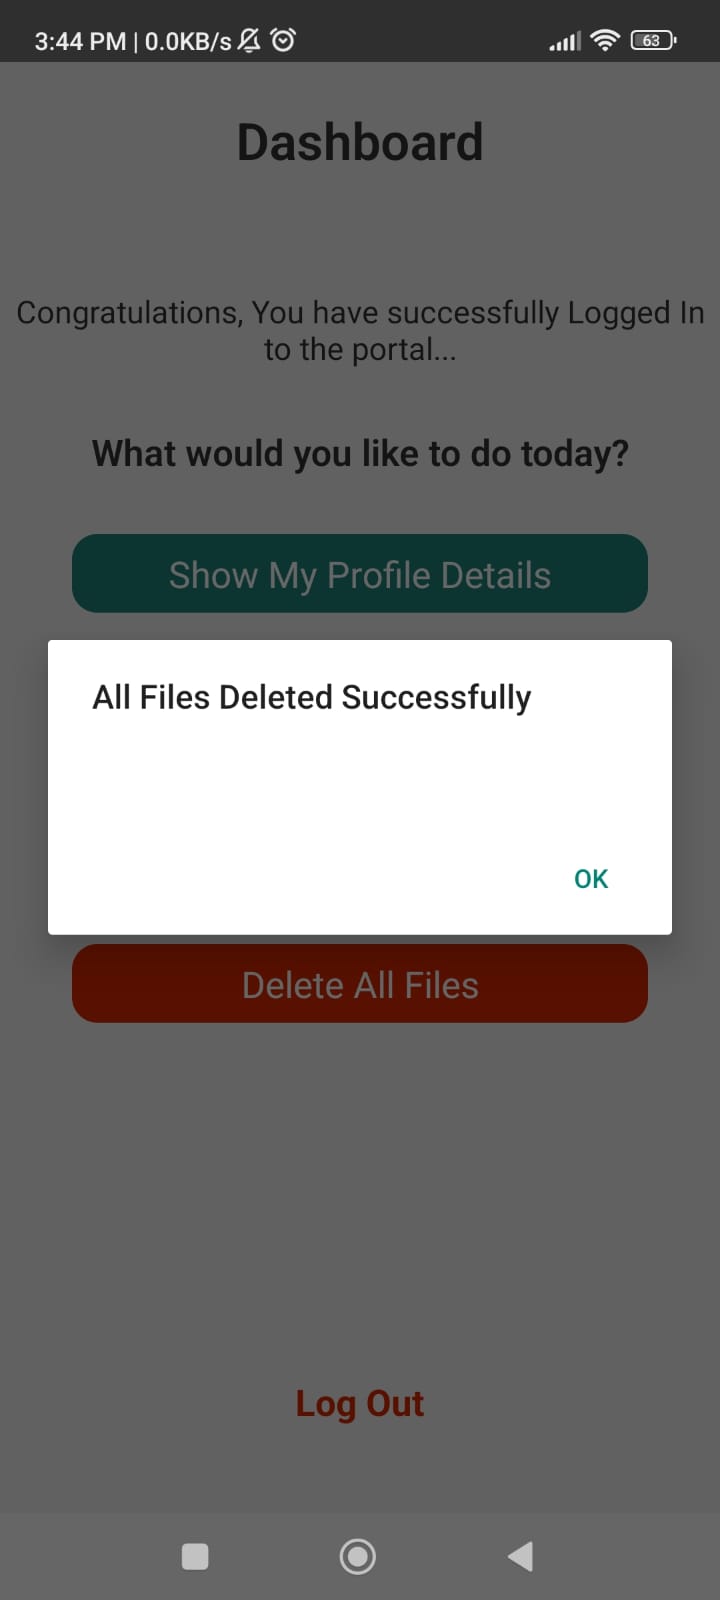 3:44 PM | 0.0KB/s
63
Dashboard
Congratulations, You have successfully Logged In
to the portal...
What would you like to do today?
Show My Profile Details
All Files Deleted Successfully
OK
Delete All Files
Log Out